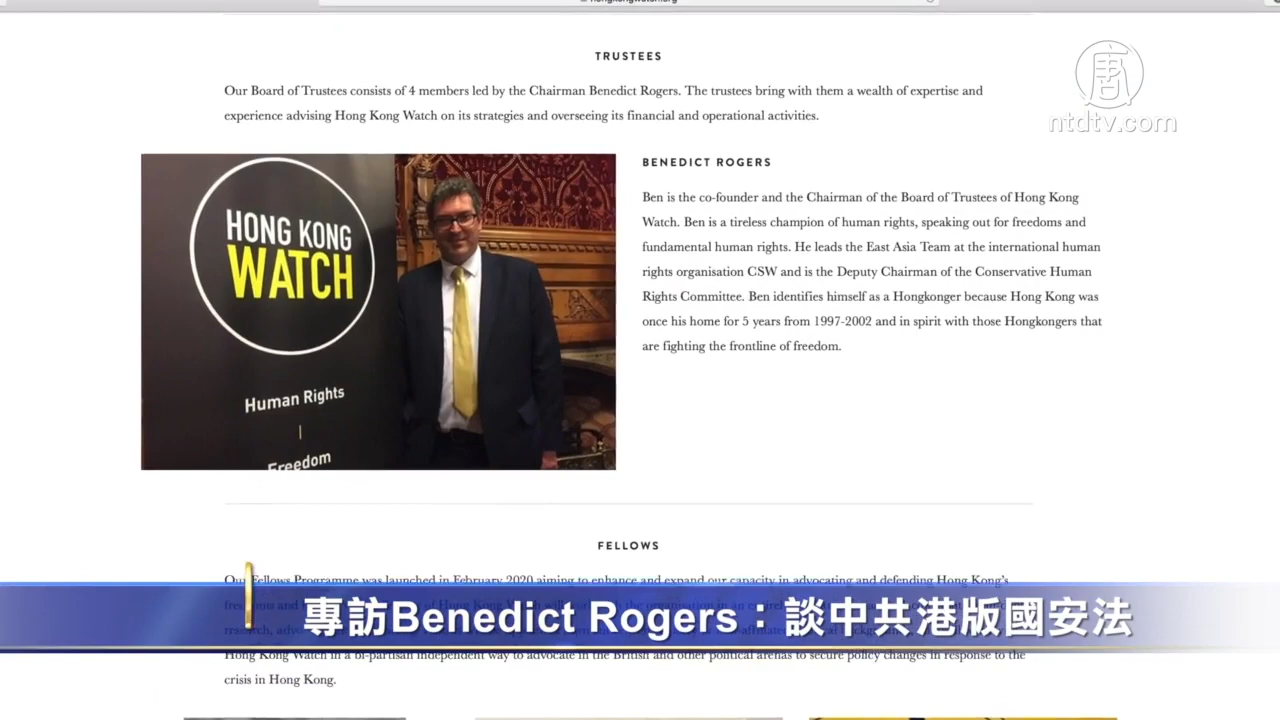 hongkongwatch.org
TRUSTEES
Our Board of Trustees consists of 4 members led by the Chairman Benedict Rogers. The trustees bring with them a wealth of expertise and
experience advising Hong Kong Watch on its strategies and overseeing its financial and operational activities.
唐
ntdtv.com
HONG KONG
WATCH
Human Rights
Freedom
BENEDICT ROGERS
Ben is the co-founder and the Chairman of the Board of Trustees of Hong Kong
Watch. Ben is a tireless champion of human rights, speaking out for freedoms and
fundamental human rights. He leads the East Asia Team at the international human
rights organisation CSW and is the Deputy Chairman of the Conservative Human
Rights Committee. Ben identifies himself as a Hongkonger because Hong Kong was
once his home for 5 years from 1997-2002 and in spirit with those Hongkongers that
are fighting the frontline of freedom.
FELLOWS
Our Fellows Programme was launched in February 2020 aiming to enhance and expand our capacity in advocating and defending Hong Kong's
專訪Benedict Rogers：談中共港版國安法
Hong Kong Watch in a bi-partisan independent way to advocate in the British and other political arenas to secure policy changes in response to the
crisis in Hong Kong.